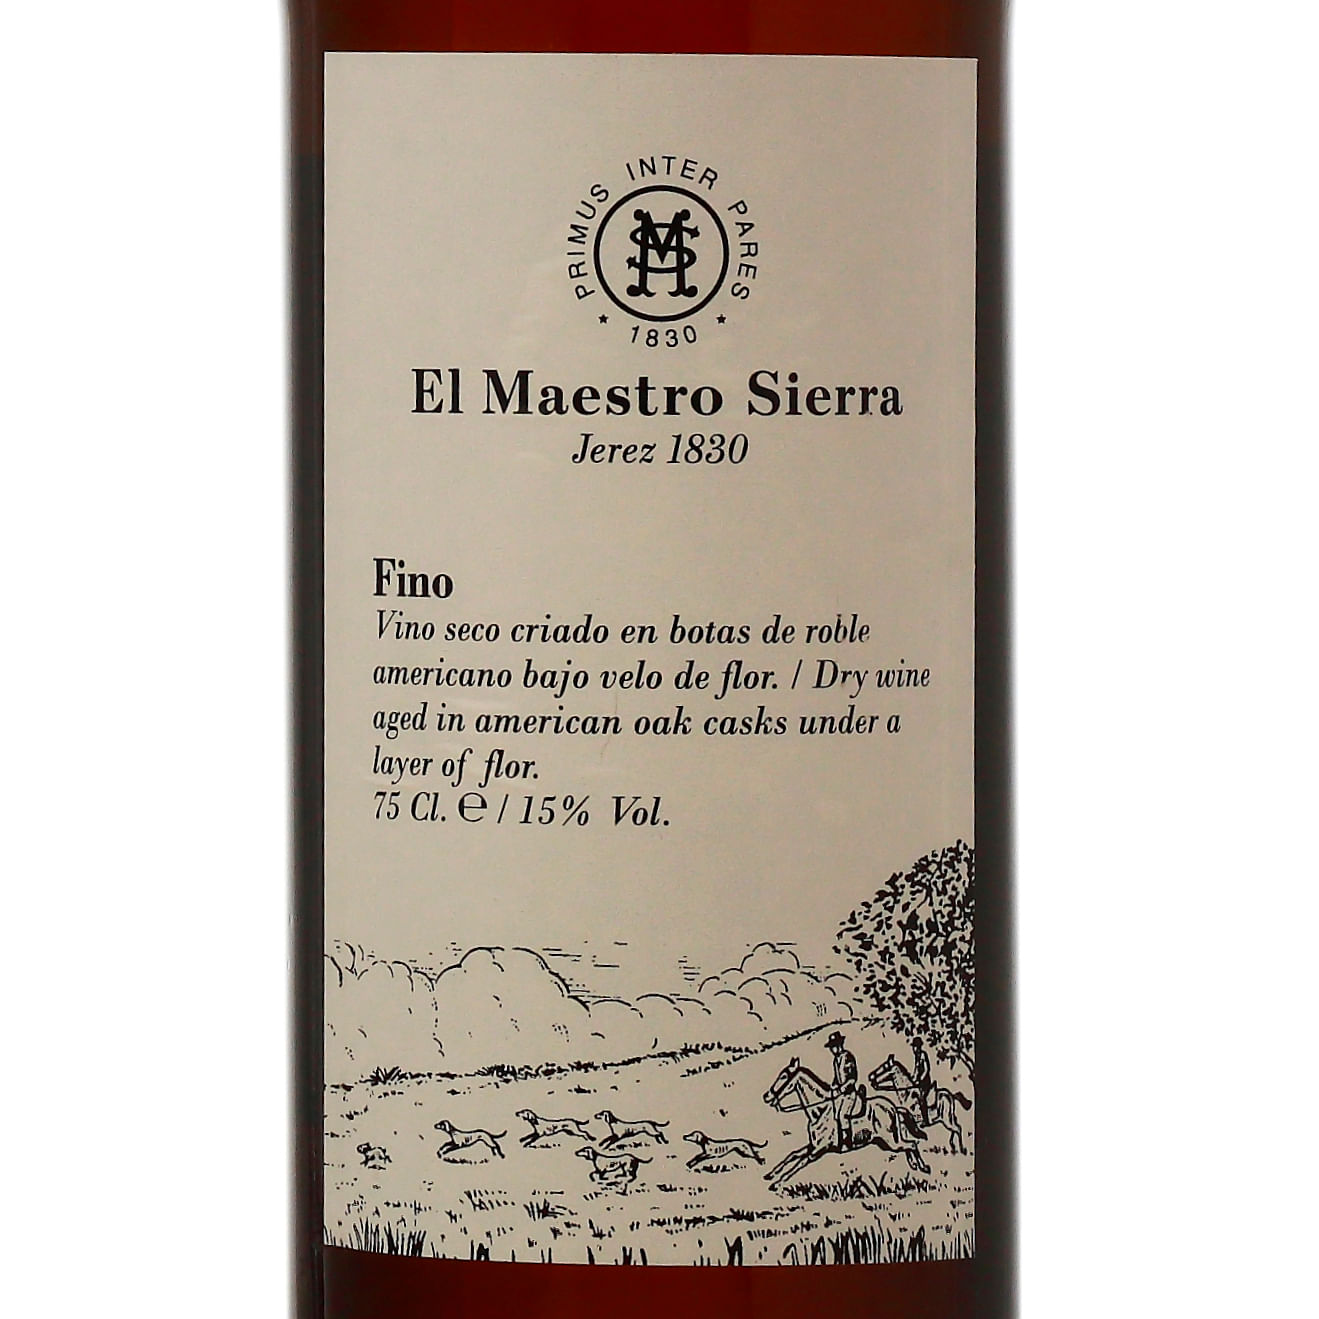 PRIMUS INTER PARES
MS
★ 1830 ★
El Maestro Sierra
Jerez 1830
Fino
Vino seco criado en botas de roble
americano bajo velo de flor. / Dry wine
aged in american oak casks under a
layer of flor.
75 Cl. ℮ / 15% Vol.